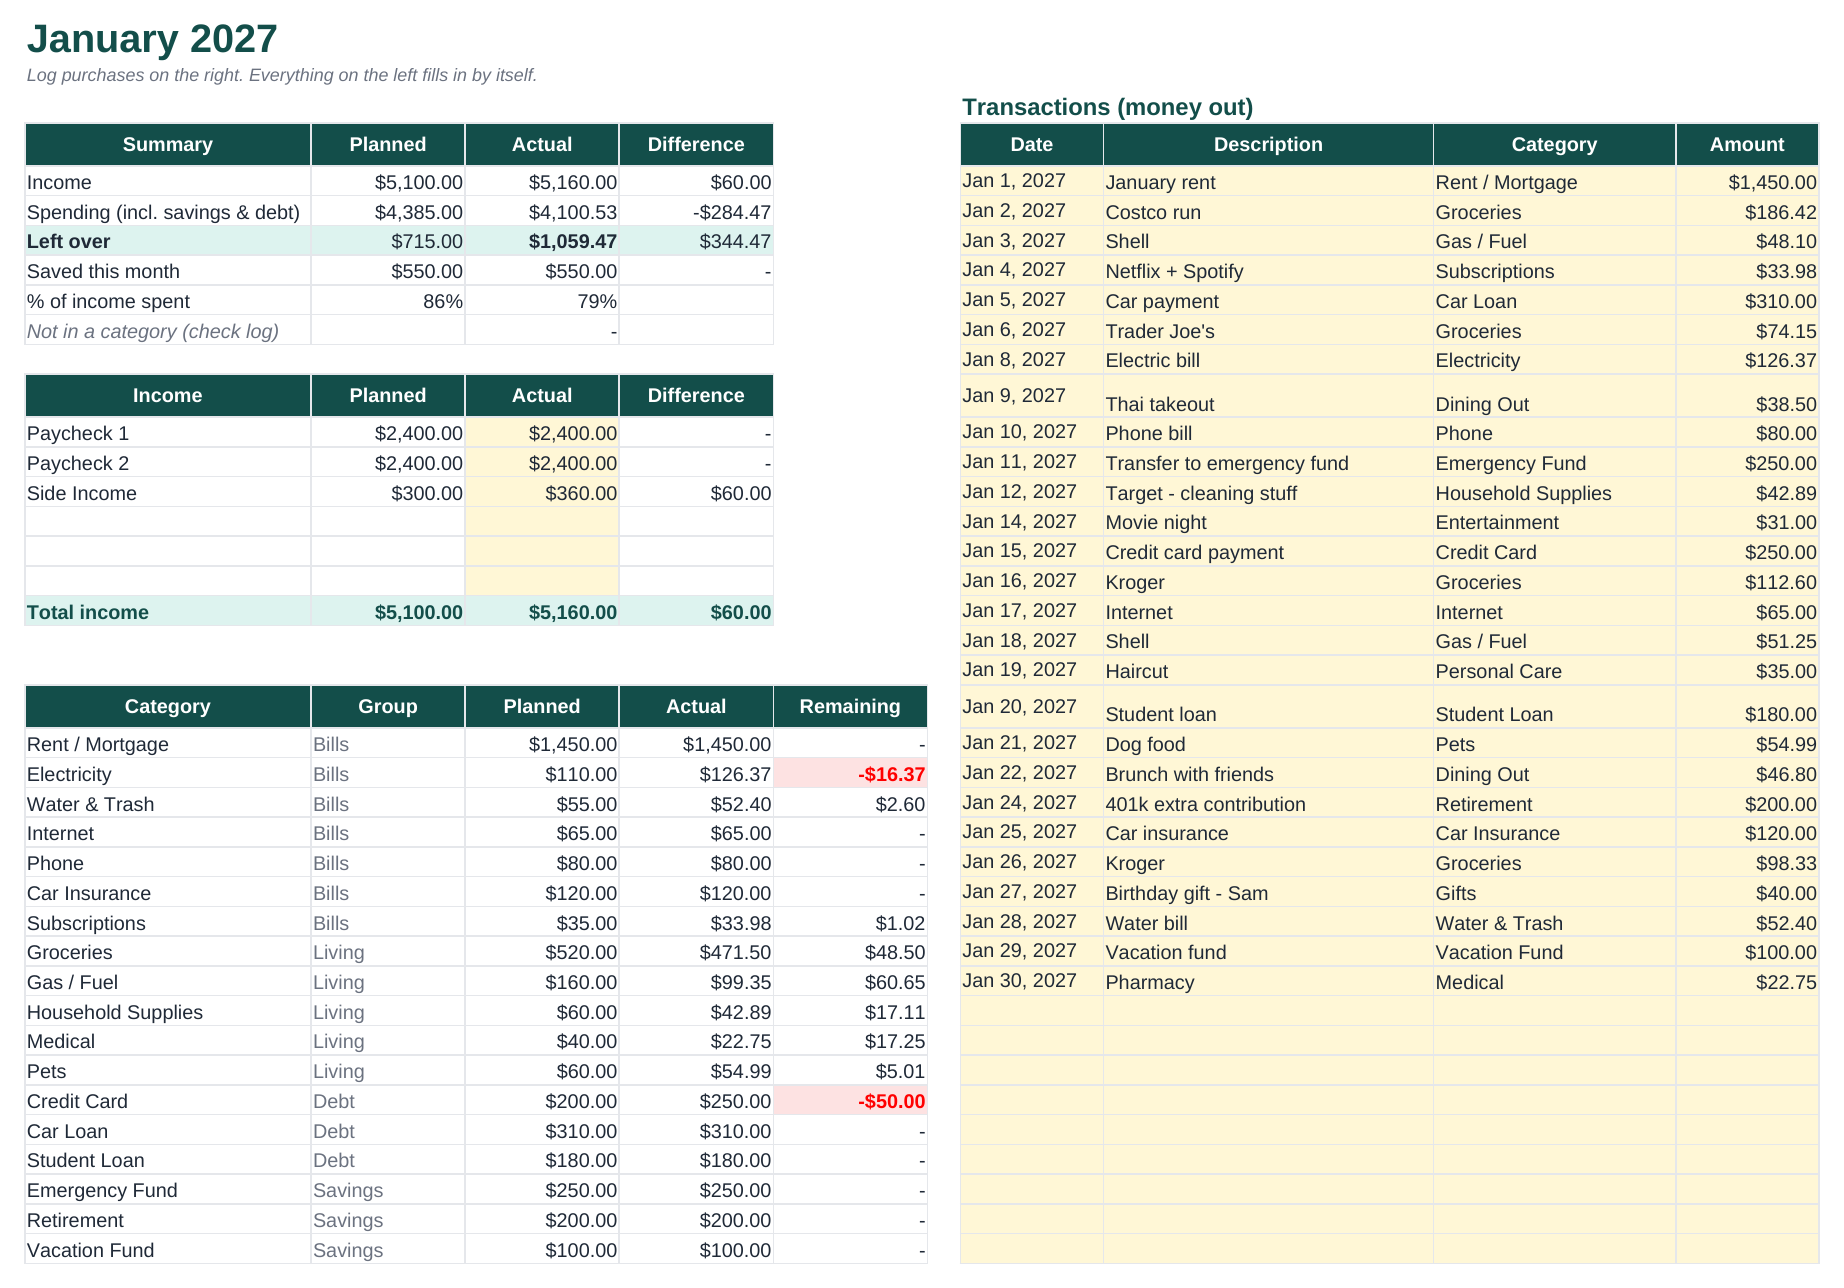 January 2027
Log purchases on the right. Everything on the left fills in by itself.
Summary Planned Actual Difference
Income $5,100.00 $5,160.00 $60.00
Spending (incl. savings & debt) $4,385.00 $4,100.53 -$284.47
Left over $715.00 $1,059.47 $344.47
Saved this month $550.00 $550.00 -
% of income spent 86% 79%
Not in a category (check log) -
Income Planned Actual Difference
Paycheck 1 $2,400.00 $2,400.00 -
Paycheck 2 $2,400.00 $2,400.00 -
Side Income $300.00 $360.00 $60.00
Total income $5,100.00 $5,160.00 $60.00
Category Group Planned Actual Remaining
Rent / Mortgage Bills $1,450.00 $1,450.00 -
Electricity Bills $110.00 $126.37 -$16.37
Water & Trash Bills $55.00 $52.40 $2.60
Internet Bills $65.00 $65.00 -
Phone Bills $80.00 $80.00 -
Car Insurance Bills $120.00 $120.00 -
Subscriptions Bills $35.00 $33.98 $1.02
Groceries Living $520.00 $471.50 $48.50
Gas / Fuel Living $160.00 $99.35 $60.65
Household Supplies Living $60.00 $42.89 $17.11
Medical Living $40.00 $22.75 $17.25
Pets Living $60.00 $54.99 $5.01
Credit Card Debt $200.00 $250.00 -$50.00
Car Loan Debt $310.00 $310.00 -
Student Loan Debt $180.00 $180.00 -
Emergency Fund Savings $250.00 $250.00 -
Retirement Savings $200.00 $200.00 -
Vacation Fund Savings $100.00 $100.00 -
Transactions (money out)
Date Description Category Amount
Jan 1, 2027 January rent Rent / Mortgage $1,450.00
Jan 2, 2027 Costco run Groceries $186.42
Jan 3, 2027 Shell Gas / Fuel $48.10
Jan 4, 2027 Netflix + Spotify Subscriptions $33.98
Jan 5, 2027 Car payment Car Loan $310.00
Jan 6, 2027 Trader Joe's Groceries $74.15
Jan 8, 2027 Electric bill Electricity $126.37
Jan 9, 2027 Thai takeout Dining Out $38.50
Jan 10, 2027 Phone bill Phone $80.00
Jan 11, 2027 Transfer to emergency fund Emergency Fund $250.00
Jan 12, 2027 Target - cleaning stuff Household Supplies $42.89
Jan 14, 2027 Movie night Entertainment $31.00
Jan 15, 2027 Credit card payment Credit Card $250.00
Jan 16, 2027 Kroger Groceries $112.60
Jan 17, 2027 Internet Internet $65.00
Jan 18, 2027 Shell Gas / Fuel $51.25
Jan 19, 2027 Haircut Personal Care $35.00
Jan 20, 2027 Student loan Student Loan $180.00
Jan 21, 2027 Dog food Pets $54.99
Jan 22, 2027 Brunch with friends Dining Out $46.80
Jan 24, 2027 401k extra contribution Retirement $200.00
Jan 25, 2027 Car insurance Car Insurance $120.00
Jan 26, 2027 Kroger Groceries $98.33
Jan 27, 2027 Birthday gift - Sam Gifts $40.00
Jan 28, 2027 Water bill Water & Trash $52.40
Jan 29, 2027 Vacation fund Vacation Fund $100.00
Jan 30, 2027 Pharmacy Medical $22.75